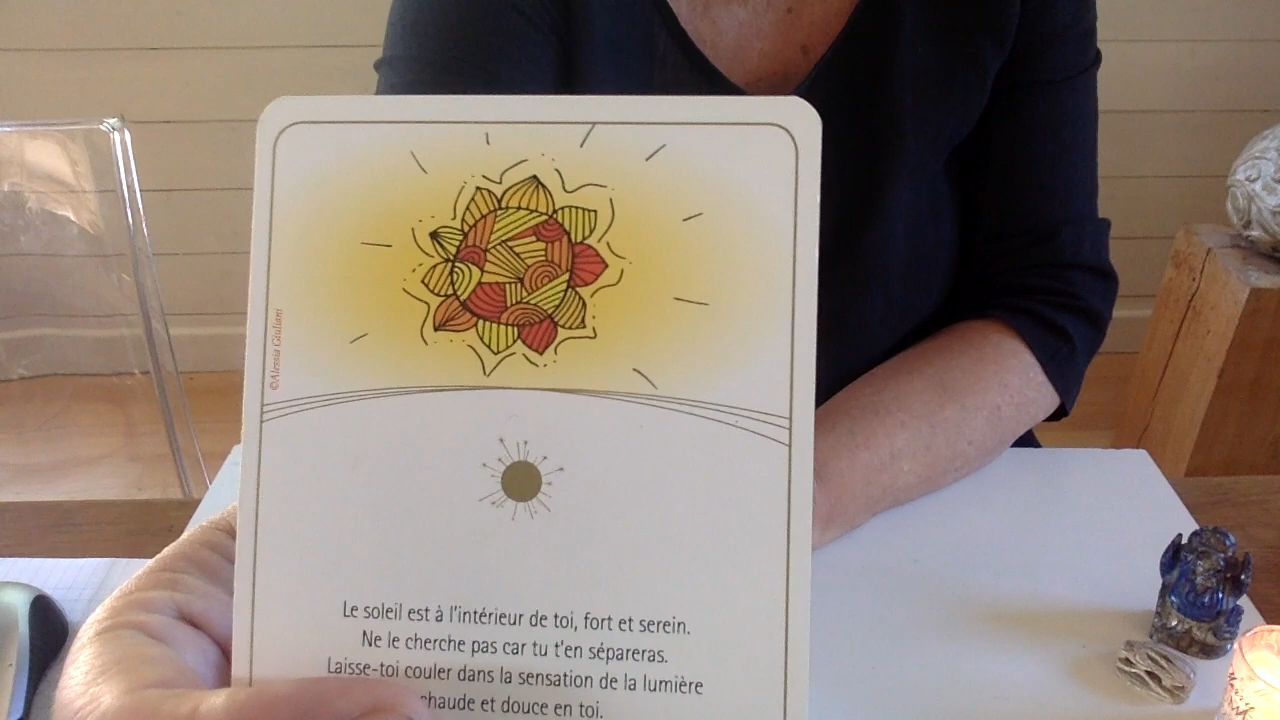 ©Alessia Giuliani
Le soleil est à l'intérieur de toi, fort et serein.
Ne le cherche pas car tu t'en sépareras.
Laisse-toi couler dans la sensation de la lumière
et douce en toi.